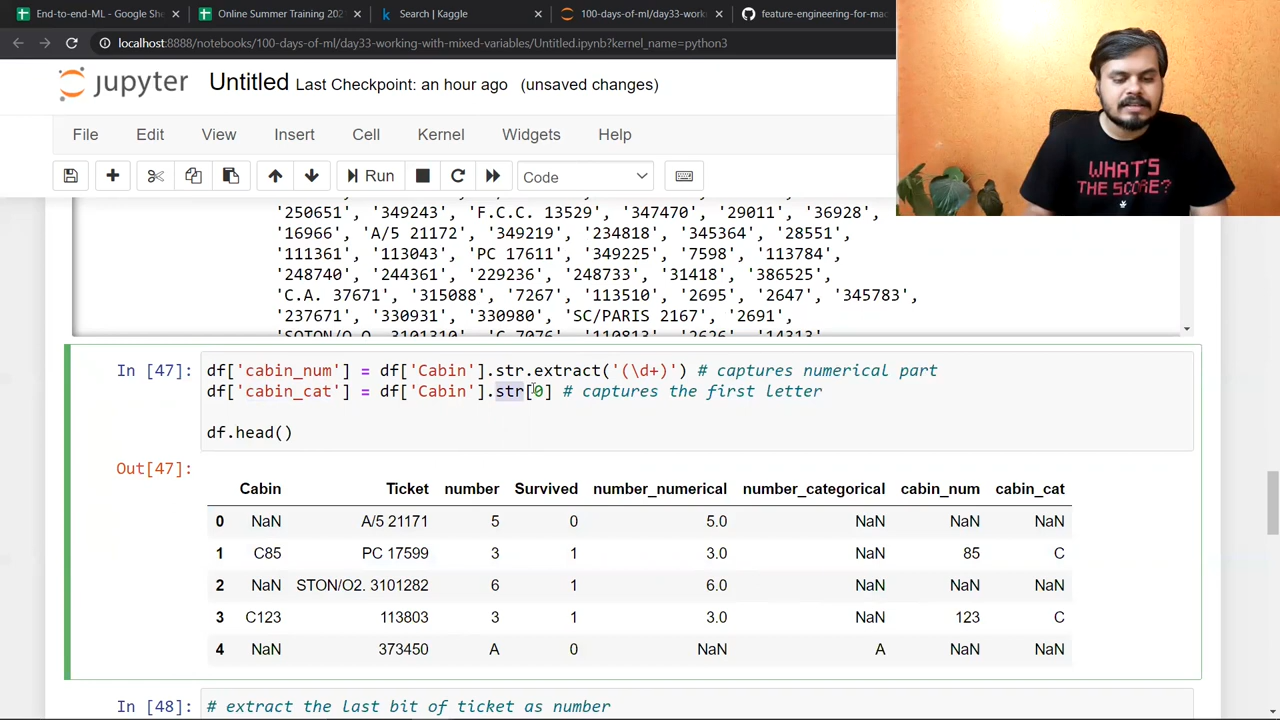 End-to-end-ML - Google She
Online Summer Training 202
Search | Kaggle
100-days-of-ml/day33-work
feature-engineering-for-mac
localhost:8888/notebooks/100-days-of-ml/day33-working-with-mixed-variables/Untitled.ipynb?kernel_name=python3
jupyter Untitled Last Checkpoint: an hour ago (unsaved changes)
File Edit View Insert Cell Kernel Widgets Help
Run Code
WHAT'S
THE SCORE?
'250651', '349243', 'F.C.C. 13529', '347470', '29011', '36928',
'16966', 'A/5 21172', '349219', '234818', '345364', '28551',
'111361', '113043', 'PC 17611', '349225', '7598', '113784',
'248740', '244361', '229236', '248733', '31418', '386525',
'C.A. 37671', '315088', '7267', '113510', '2695', '2647', '345783',
'237671', '330931', '330980', 'SC/PARIS 2167', '2691',
'SOTON/O.Q. 3101310', 'C 7076', '110813', '2626', '14313',
In [47]: df['cabin_num'] = df['Cabin'].str.extract('(\d+)') # captures numerical part
df['cabin_cat'] = df['Cabin'].str[0] # captures the first letter
df.head()
Out[47]:
Cabin Ticket number Survived number_numerical number_categorical cabin_num cabin_cat
0 NaN A/5 21171 5 0 5.0 NaN NaN NaN
1 C85 PC 17599 3 1 3.0 NaN 85 C
2 NaN STON/O2. 3101282 6 1 6.0 NaN NaN NaN
3 C123 113803 3 1 3.0 NaN 123 C
4 NaN 373450 A 0 NaN A NaN NaN
In [48]: # extract the last bit of ticket as number